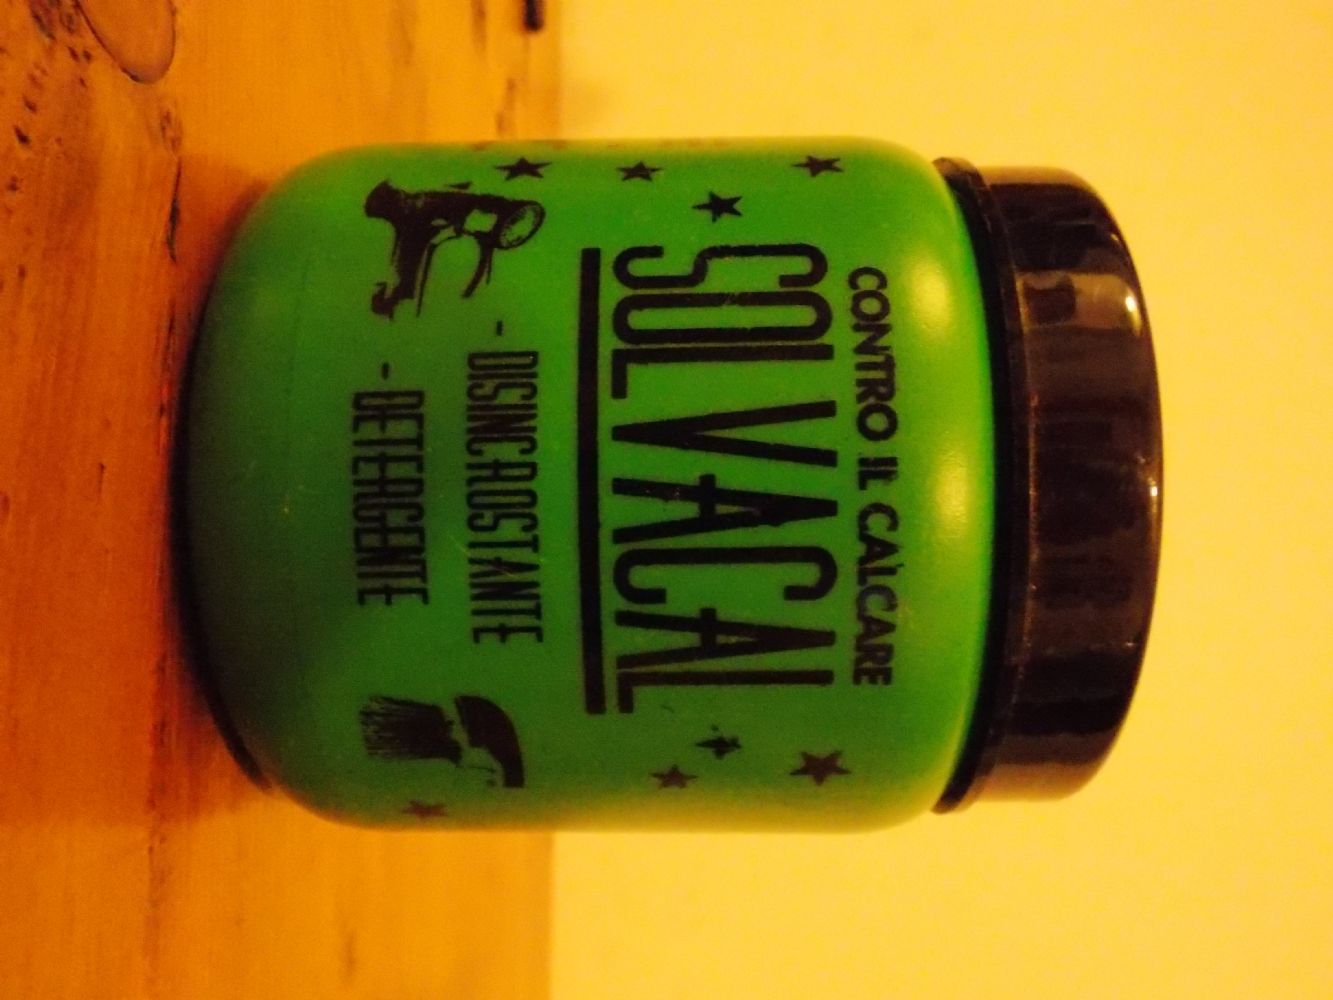 CONTRO IL CALCARE
SOLVACAL
- DISINCROSTANTE
- DETERGENTE